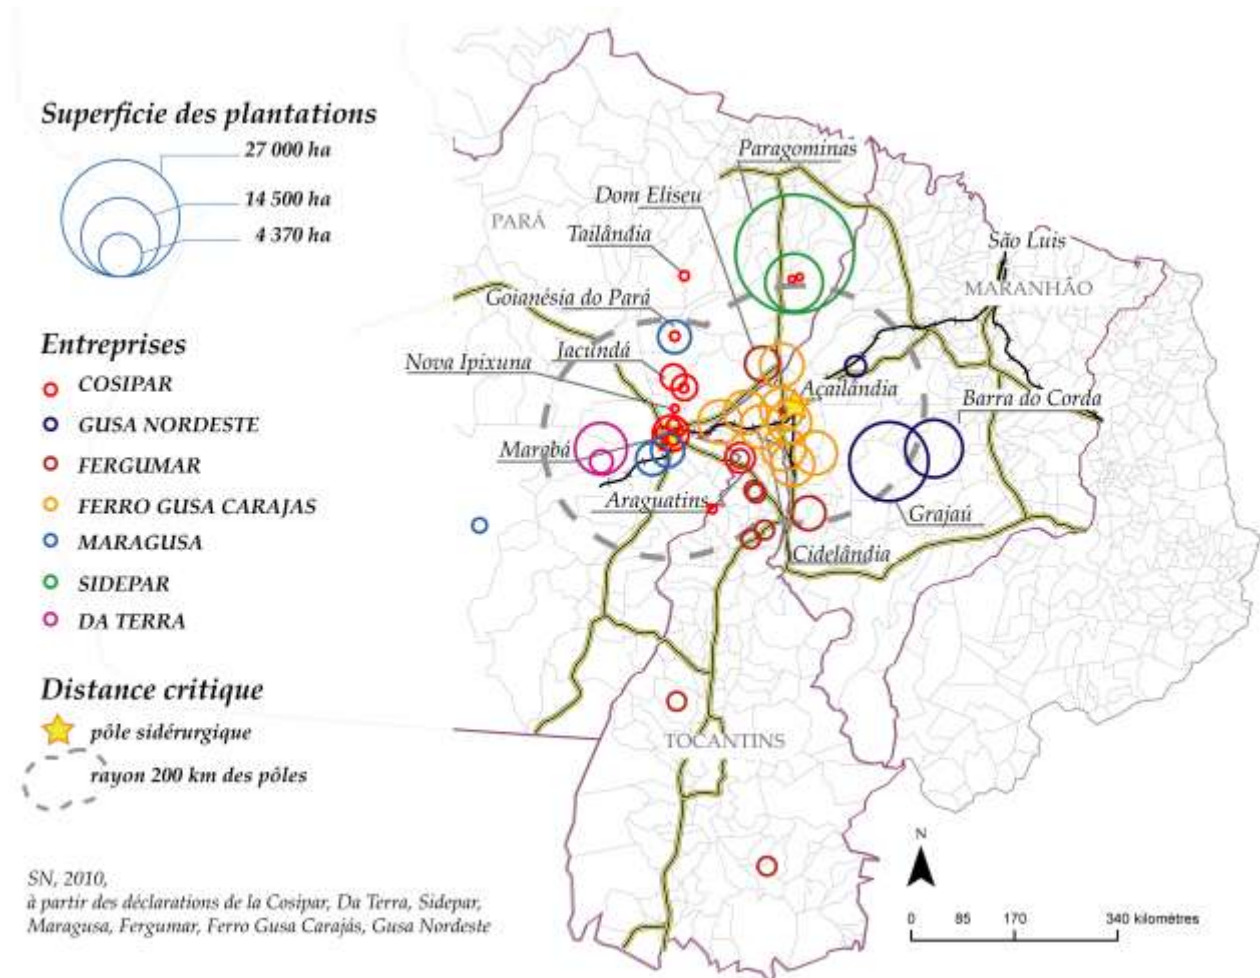 Superficie des plantations
27 000 ha
14 500 ha
4 370 ha
Entreprises
COSIPAR
GUSA NORDESTE
FERGUMAR
FERRO GUSA CARAJAS
MARAGUSA
SIDEPAR
DA TERRA
Distance critique
pôle sidérurgique
rayon 200 km des pôles
SN, 2010,
à partir des déclarations de la Cosipar, Da Terra, Sidepar,
Maragusa, Fergumar, Ferro Gusa Carajás, Gusa Nordeste
Paragominas
Dom Eliseu
PARÁ
Tailândia
São Luis
MARANHÃO
Goianésia do Pará
Jacundá
Nova Ipixuna
Açailândia
Barra do Corda
Marobá
Araguatins
Grajaú
Cidelândia
TOCANTINS
N
0 85 170 340 kilomètres